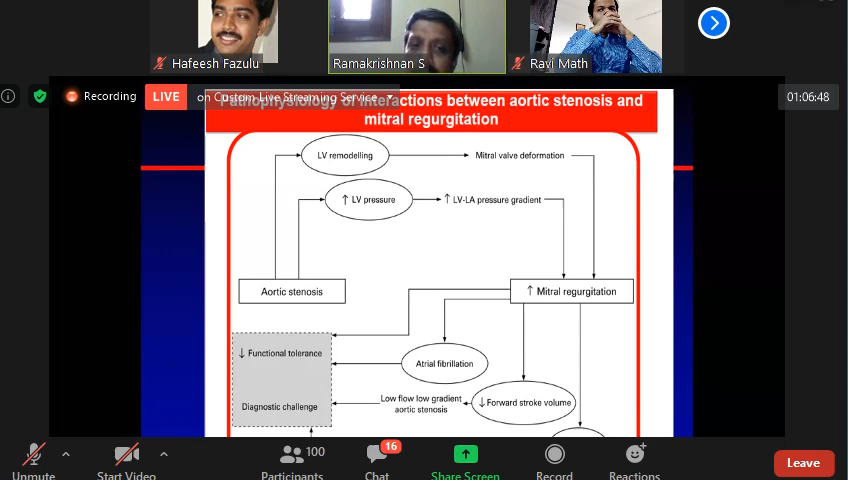 Hafeesh Fazulu
Ramakrishnan S
Ravi Math
Recording
LIVE
on Custom Live Streaming Service
01:06:48
Pathophysiology of interactions between aortic stenosis and
mitral regurgitation
LV remodelling
Mitral valve deformation
↑ LV pressure
↑ LV-LA pressure gradient
Aortic stenosis
↑ Mitral regurgitation
↓ Functional tolerance
Atrial fibrillation
Diagnostic challenge
Low flow low gradient
aortic stenosis
↓ Forward stroke volume
16
100
Unmute
Start Video
Participants
Chat
Share Screen
Record
Reactions
Leave